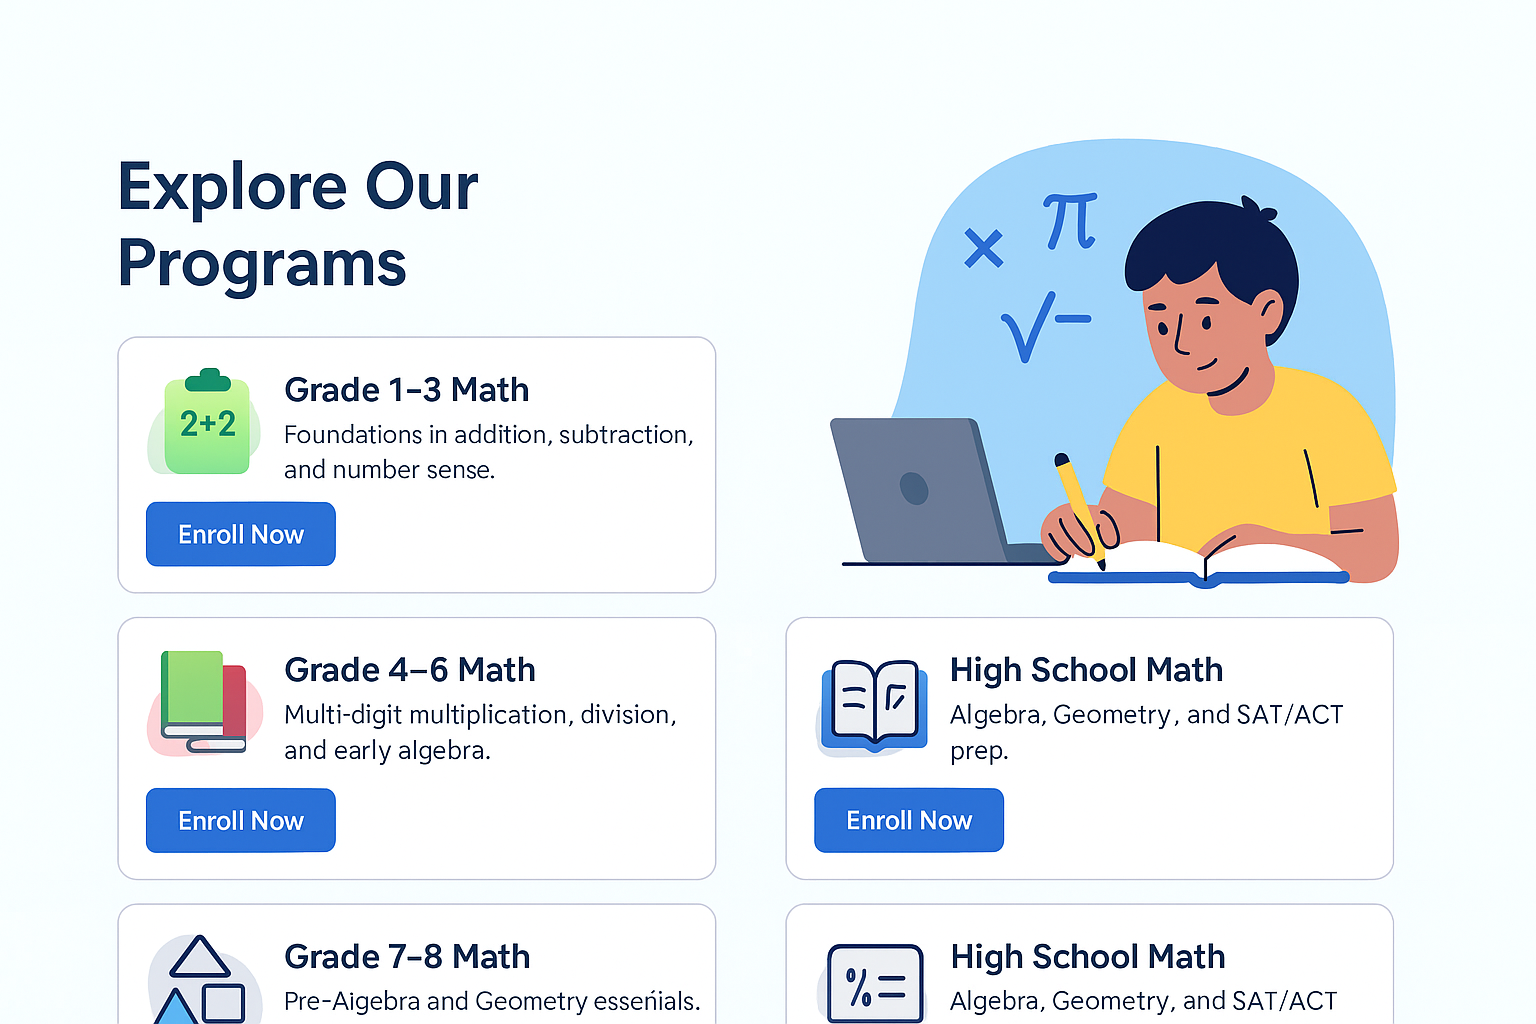 Explore Our
Programs
× π
√−
2+2
Grade 1–3 Math
Foundations in addition, subtraction,
and number sense.
Enroll Now
Grade 4–6 Math
Multi-digit multiplication, division,
and early algebra.
Enroll Now
High School Math
Algebra, Geometry, and SAT/ACT
prep.
Enroll Now
Grade 7–8 Math
Pre-Aigebra and Geometry esseńials.
% =
High School Math
Algebra, Geometry, and SAT/ACT